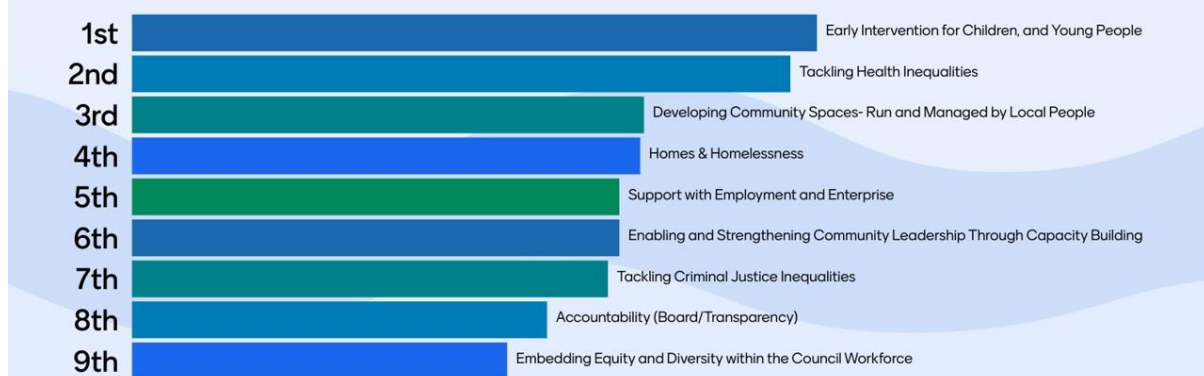 1st Early Intervention for Children, and Young People
2nd Tackling Health Inequalities
3rd Developing Community Spaces- Run and Managed by Local People
4th Homes & Homelessness
5th Support with Employment and Enterprise
6th Enabling and Strengthening Community Leadership Through Capacity Building
7th Tackling Criminal Justice Inequalities
8th Accountability (Board/Transparency)
9th Embedding Equity and Diversity within the Council Workforce